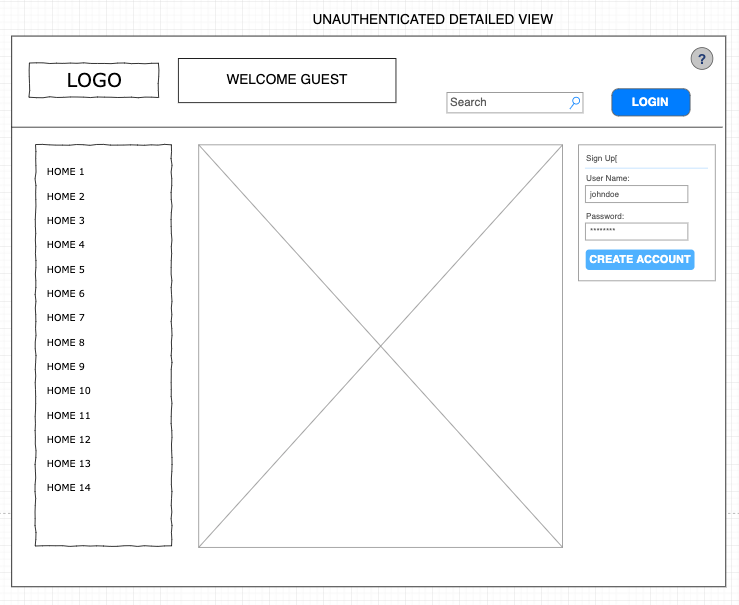 UNAUTHENTICATED DETAILED VIEW
?
LOGO
WELCOME GUEST
Search
LOGIN
HOME 1
HOME 2
HOME 3
HOME 4
HOME 5
HOME 6
HOME 7
HOME 8
HOME 9
HOME 10
HOME 11
HOME 12
HOME 13
HOME 14
Sign Up[
User Name:
johndoe
Password:
********
CREATE ACCOUNT